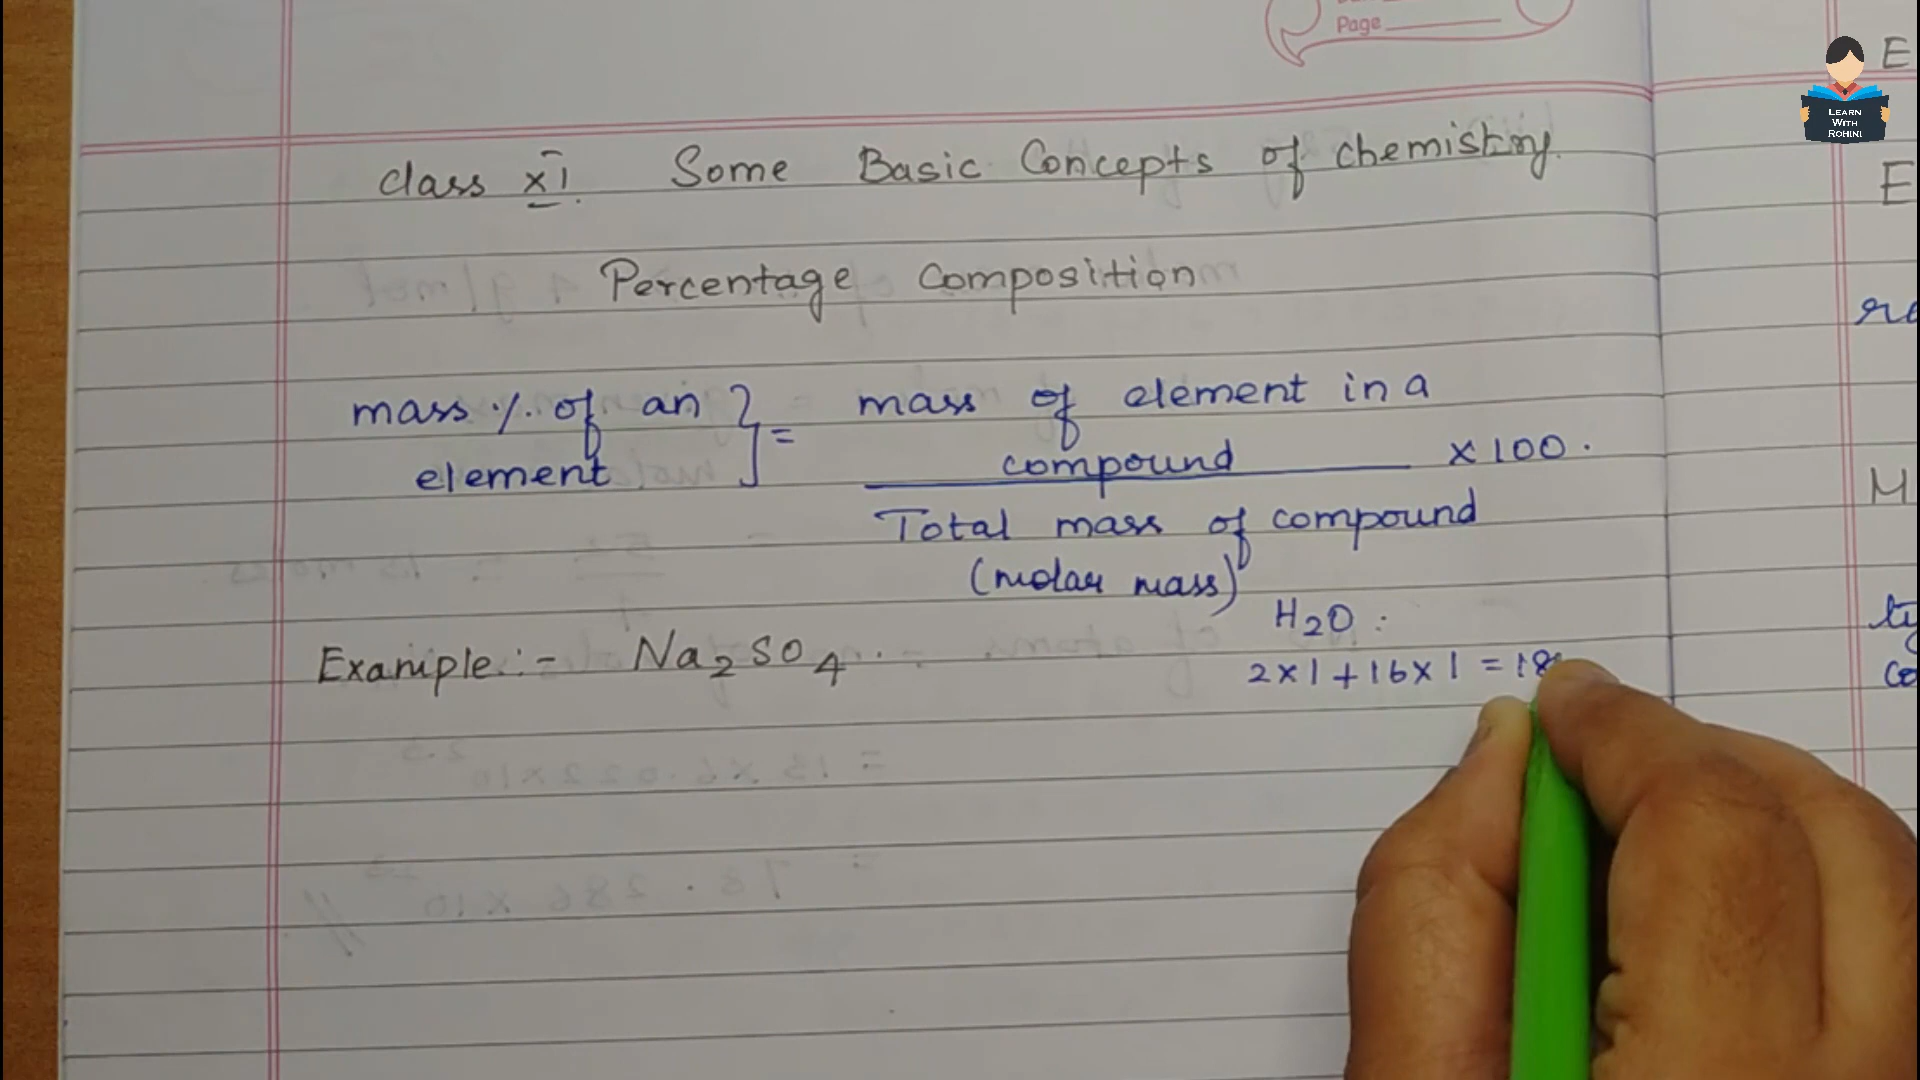 Page
LEARN
WITH
ROHINI
E
class XI. Some Basic Concepts of chemistry.
E
Percentage Composition
mass %. of an } = mass of element in a
element compound × 100.
Total mass of compound
(molar mass)
H2O :
Example :- Na2SO4.
2×1+16×1 = 18
M